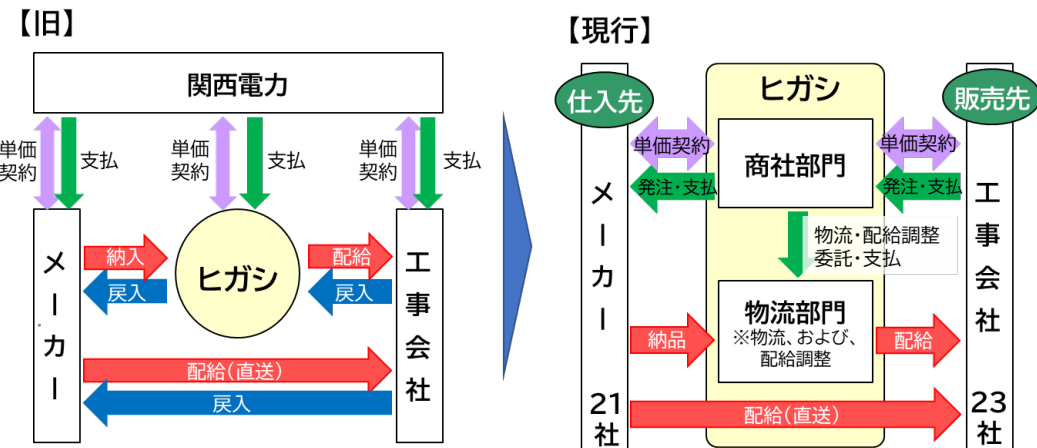 【旧】
関西電力
単価
契約
支払
単価
契約
支払
単価
契約
支払
メーカー
納入
戻入
ヒガシ
配給
戻入
工事会社
配給(直送)
戻入
【現行】
仕入先
メーカー
21
社
ヒガシ
単価契約
発注・支払
商社部門
単価契約
発注・支払
物流・配給調整
委託・支払
納品
物流部門
※物流、および、
配給調整
配給
配給(直送)
販売先
工事会社
23
社